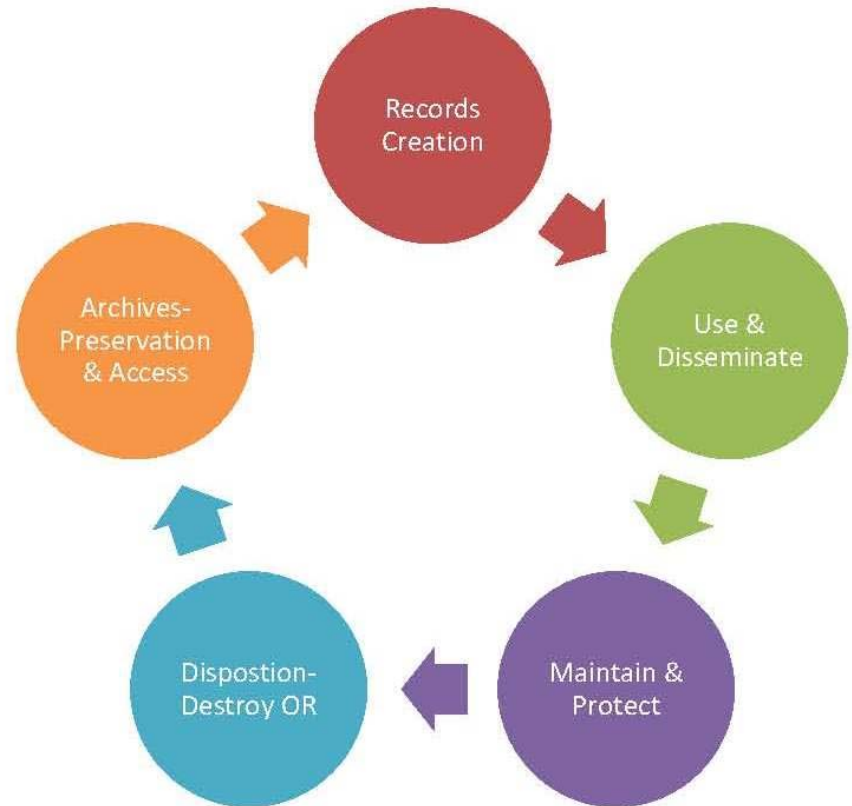 Records
Creation
Use &
Disseminate
Maintain &
Protect
Dispostion-
Destroy OR
Archives-
Preservation
& Access